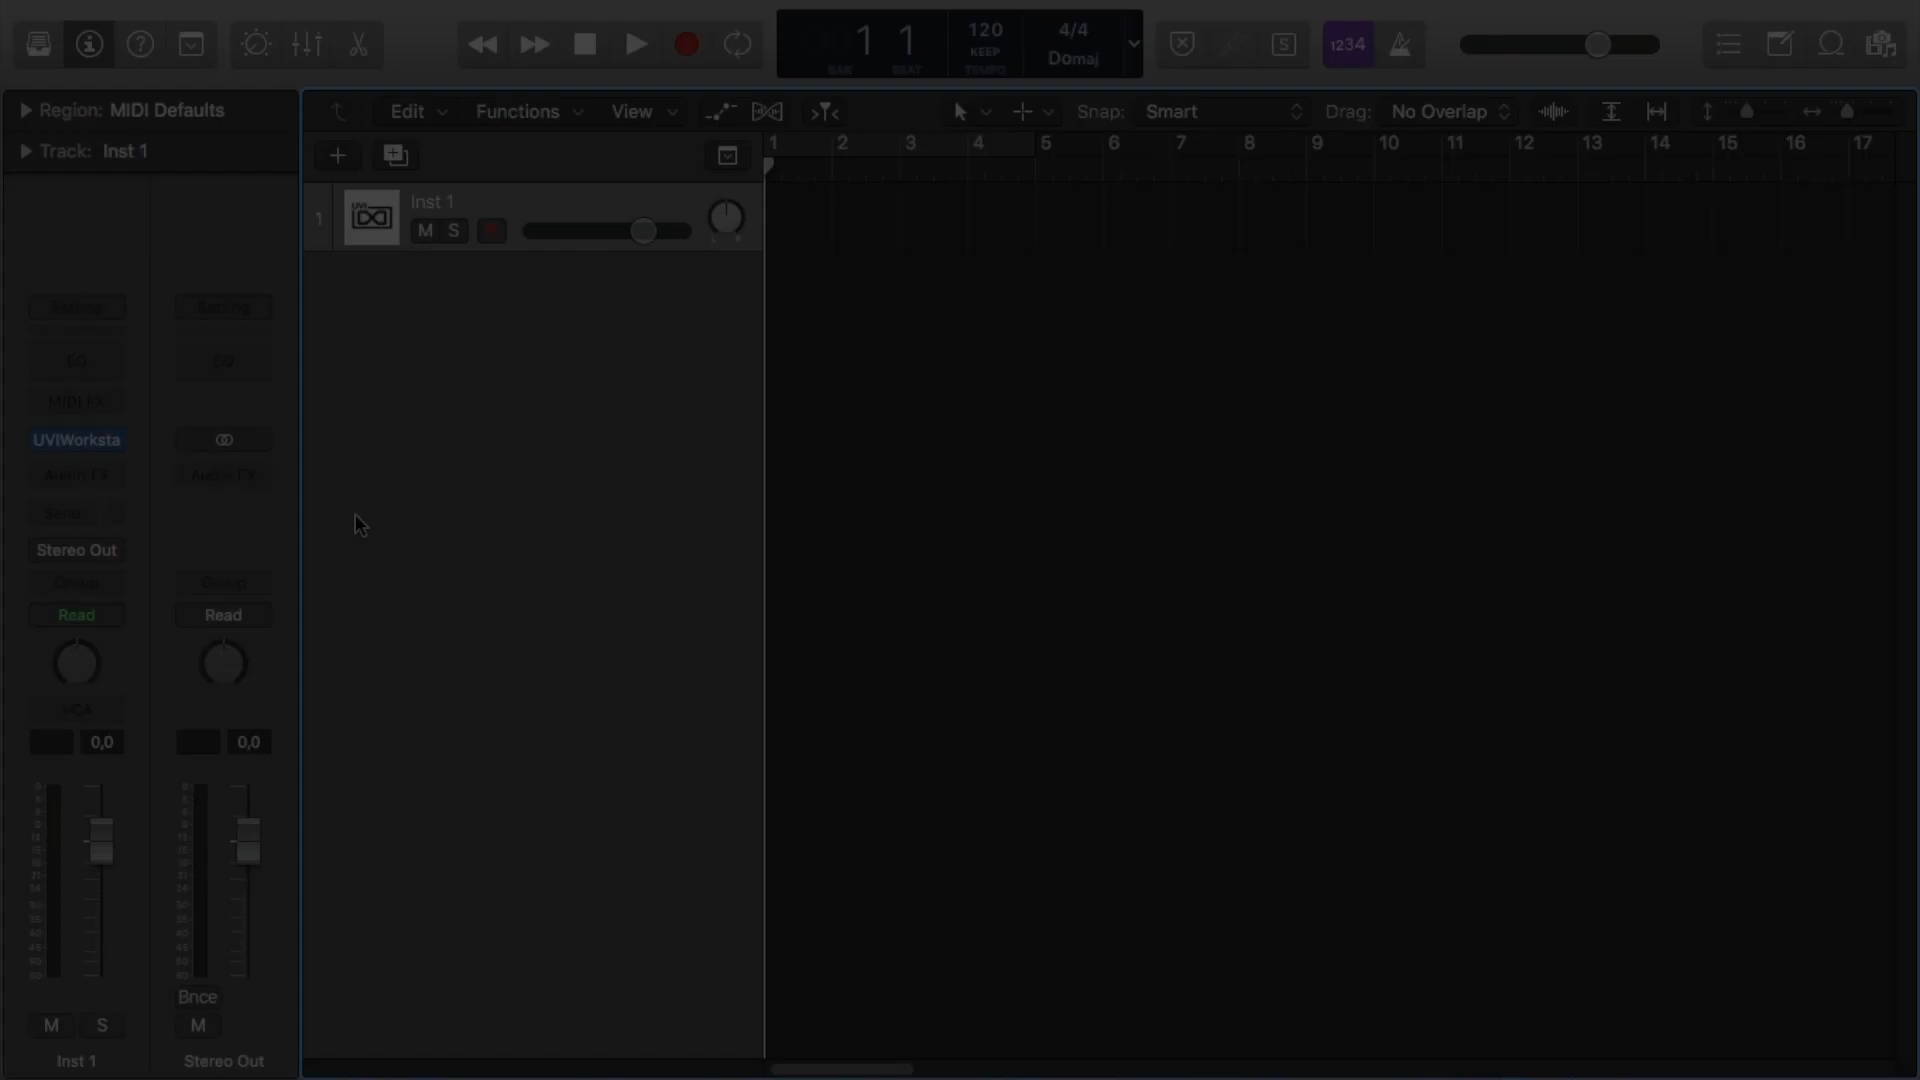 1 1
BAR BEAT
120
KEEP
TEMPO
4/4
Domaj
S
1234
Region: MIDI Defaults
Track: Inst 1
Edit
Functions
View
Snap: Smart
Drag: No Overlap
1 2 3 4 5 6 7 8 9 10 11 12 13 14 15 16 17
1
UVI
Inst 1
M S
L R
Setting
Setting
EQ
EQ
MIDI FX
UVIWorksta
Audio FX
Audio FX
Send
Stereo Out
Group
Group
Read
Read
VCA
0,0
0,0
Bnce
M S
M
Inst 1
Stereo Out